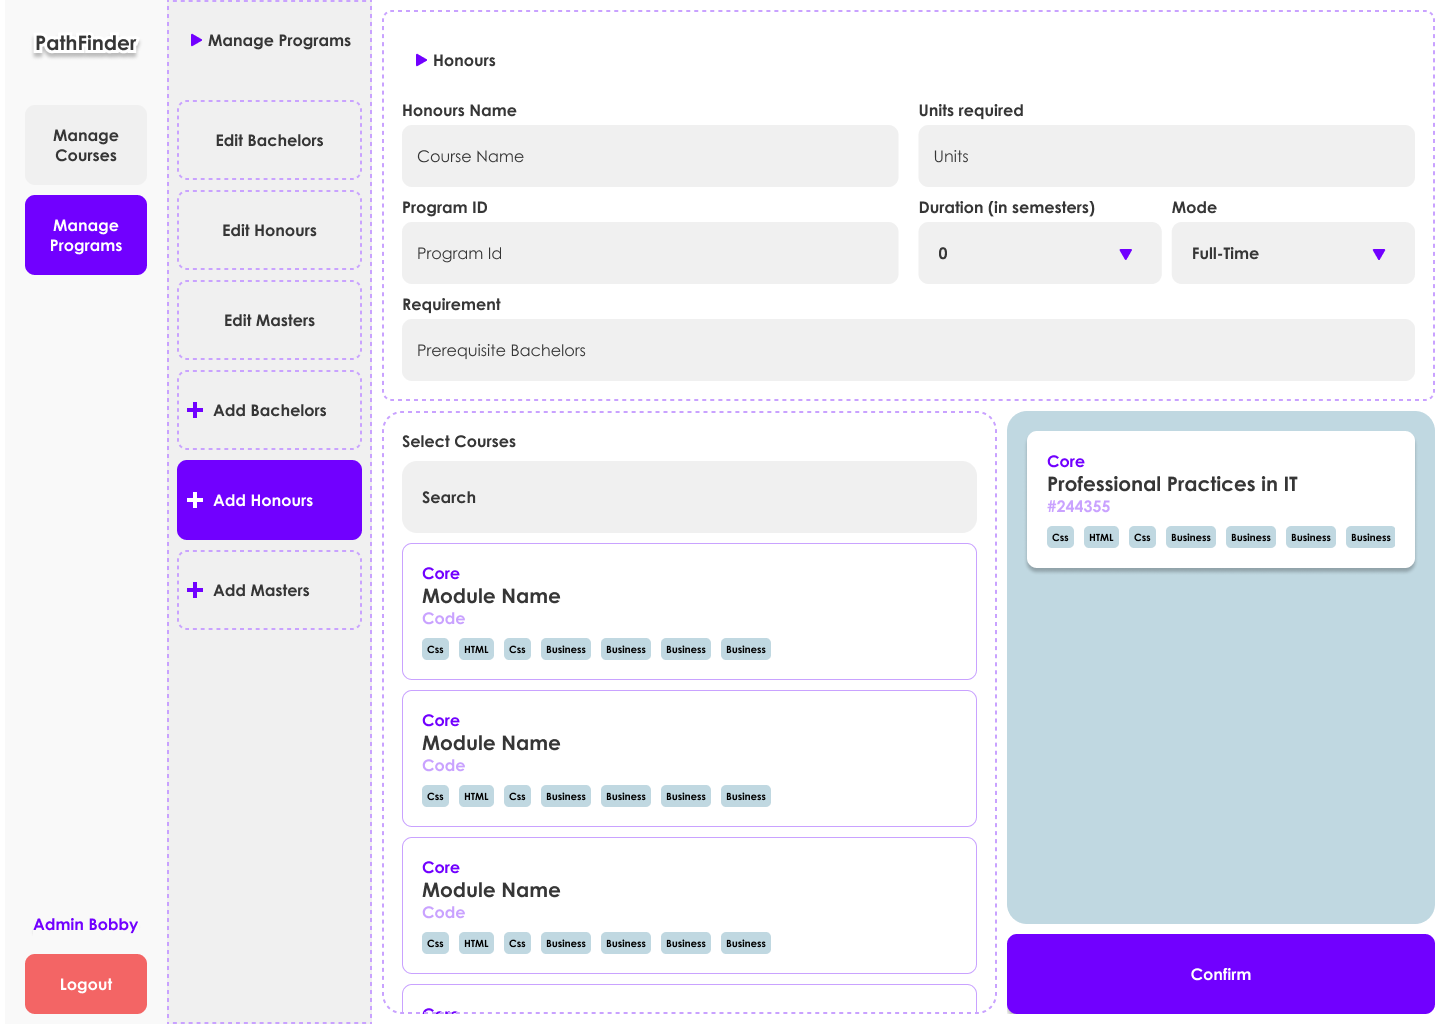 PathFinder
Manage
Courses
Manage
Programs
Admin Bobby
Logout
Manage Programs
Edit Bachelors
Edit Honours
Edit Masters
Add Bachelors
Add Honours
Add Masters
Honours
Honours Name
Course Name
Units required
Units
Program ID
Program Id
Duration (in semesters)
0
Mode
Full-Time
Requirement
Prerequisite Bachelors
Select Courses
Search
Core
Module Name
Code
Css HTML Css Business Business Business Business
Core
Module Name
Code
Css HTML Css Business Business Business Business
Core
Module Name
Code
Css HTML Css Business Business Business Business
Core
Core
Professional Practices in IT
#244355
Css HTML Css Business Business Business Business
Confirm